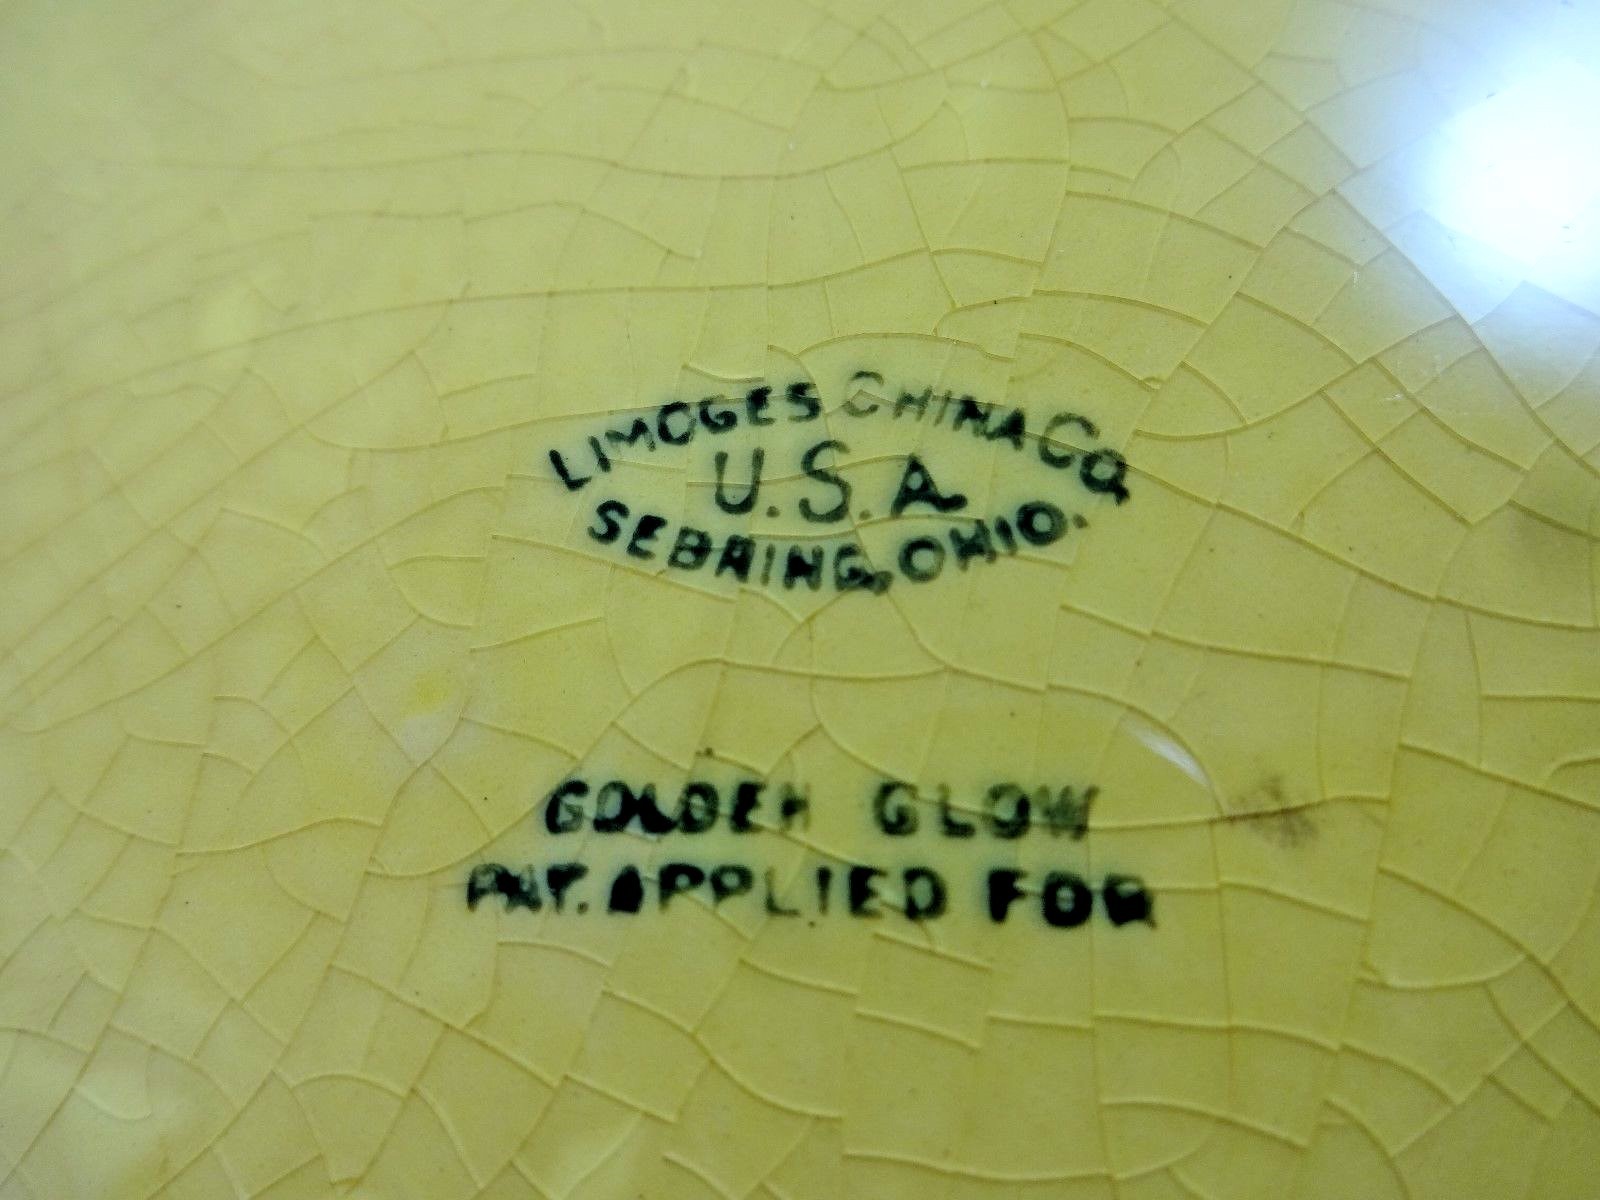 LIMOGES CHINA CO.
U.S.A
SEBRING, OHIO.
GOLDEN GLOW
PAT. APPLIED FOR